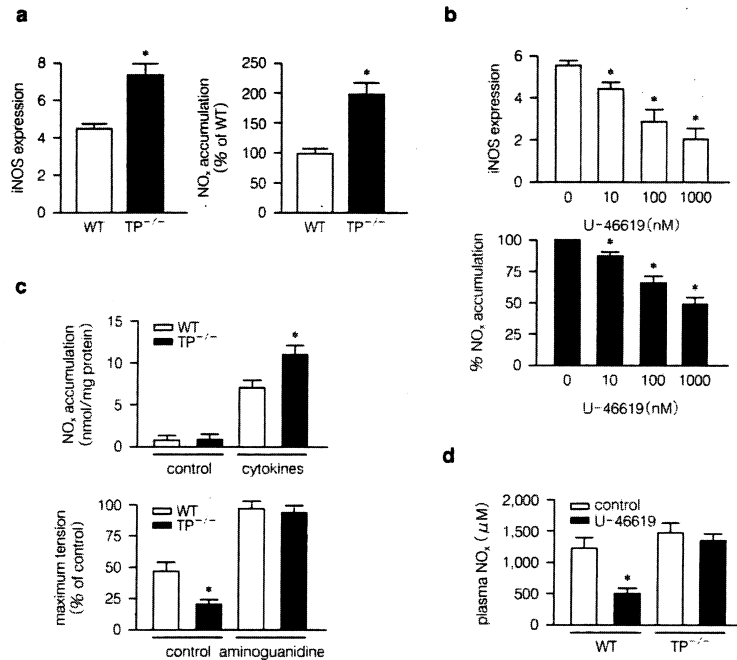 a
iNOS expression
8
6
4
2
0
WT
TP⁻/⁻
*
NOₓ accumulation
(% of WT)
250
200
150
100
50
0
WT
TP⁻/⁻
*
b
iNOS expression
6
4
2
0
* * *
0 10 100 1000
U-46619(nM)
% NOₓ accumulation
100
75
50
25
0
* * *
0 10 100 1000
U-46619(nM)
c
NOₓ accumulation
(nmol/mg protein)
15
10
5
0
WT
TP⁻/⁻
*
control cytokines
maximum tension
(% of control)
100
75
50
25
0
WT
TP⁻/⁻
*
control aminoguanidine
d
plasma NOₓ (μM)
2,000
1,500
1,000
500
0
control
U-46619
*
WT TP⁻/⁻